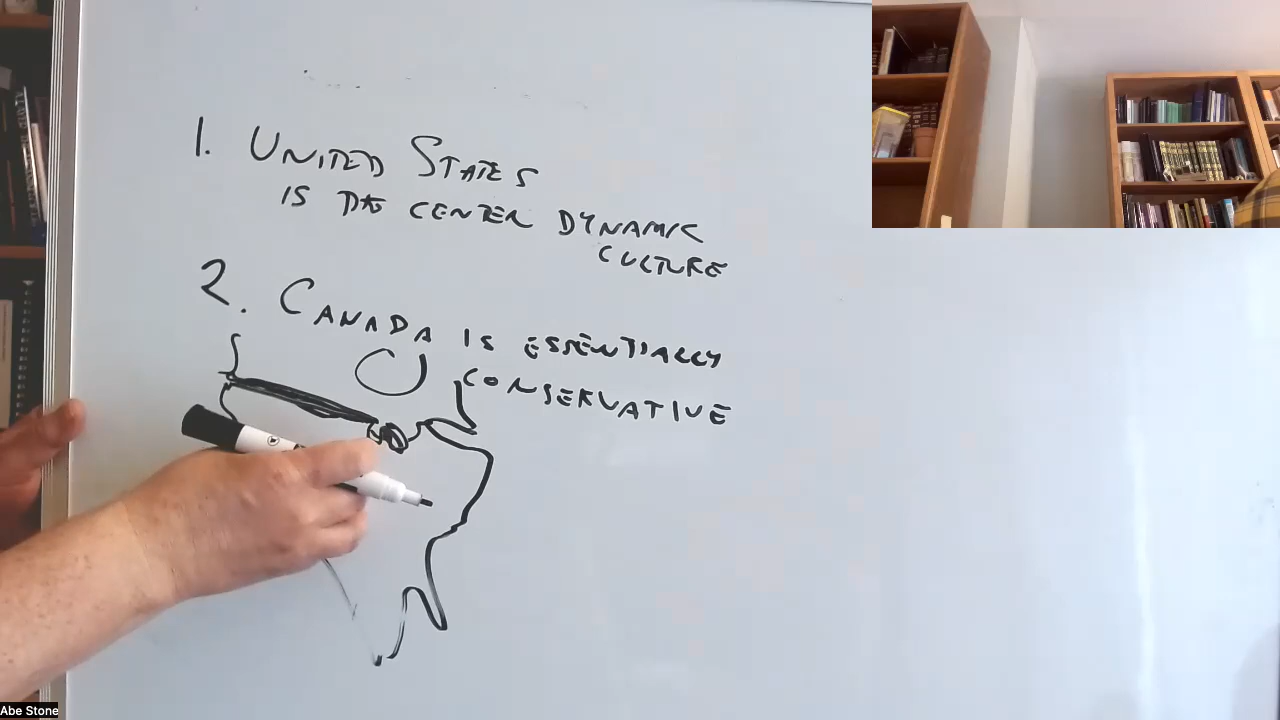 1. UNITED STATES
IS THE CENTER DYNAMIC
CULTURE
2. CANADA IS ESSENTIALLY
CONSERVATIVE
Abe Stone